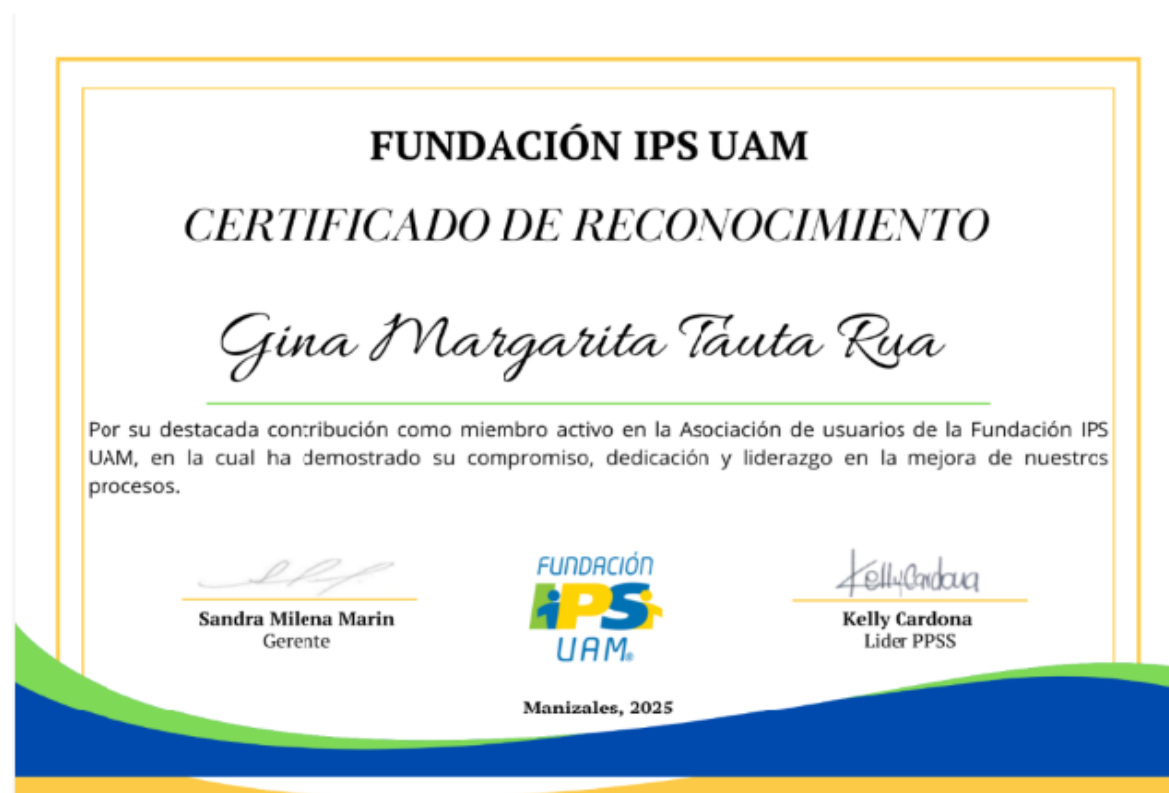 FUNDACIÓN IPS UAM
CERTIFICADO DE RECONOCIMIENTO
Gina Margarita Tauta Rua
Por su destacada contribución como miembro activo en la Asociación de usuarios de la Fundación IPS
UAM, en la cual ha demostrado su compromiso, dedicación y liderazgo en la mejora de nuestros
procesos.
Kelly Cardona
Sandra Milena Marin
Gerente
FUNDACIÓN
iPS
UAM®
Kelly Cardona
Lider PPSS
Manizales, 2025